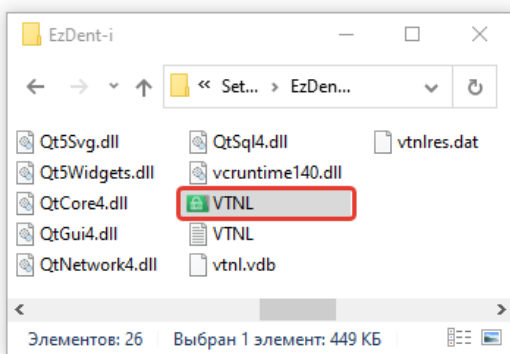 EzDent-i
« Set... › EzDen...
Qt5Svg.dll
Qt5Widgets.dll
QtCore4.dll
QtGui4.dll
QtNetwork4.dll
QtSql4.dll
vcruntime140.dll
VTNL
VTNL
vtnl.vdb
vtnlres.dat
Элементов: 26 Выбран 1 элемент: 449 КБ